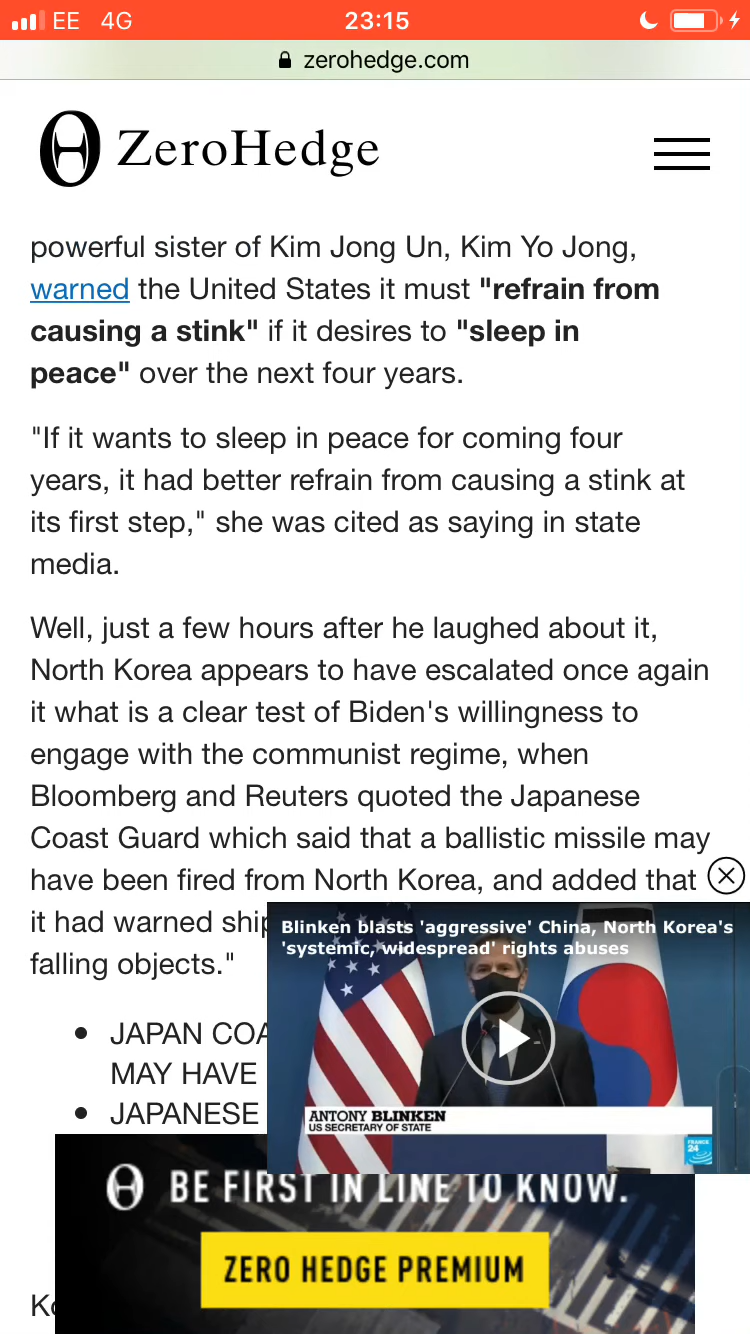 EE 4G 23:15
zerohedge.com
ZeroHedge
powerful sister of Kim Jong Un, Kim Yo Jong,
warned the United States it must "refrain from
causing a stink" if it desires to "sleep in
peace" over the next four years.
"If it wants to sleep in peace for coming four
years, it had better refrain from causing a stink at
its first step," she was cited as saying in state
media.
Well, just a few hours after he laughed about it,
North Korea appears to have escalated once again
it what is a clear test of Biden's willingness to
engage with the communist regime, when
Bloomberg and Reuters quoted the Japanese
Coast Guard which said that a ballistic missile may
have been fired from North Korea, and added that
it had warned
falling objects."
Blinken blasts 'aggressive' China, North Korea's
'systemic, widespread' rights abuses
ANTONY BLINKEN
US SECRETARY OF STATE
FRANCE
24
JAPAN
MAY HAVE
JAPANESE
BE FIRST IN LINE TO KNOW.
ZERO HEDGE PREMIUM